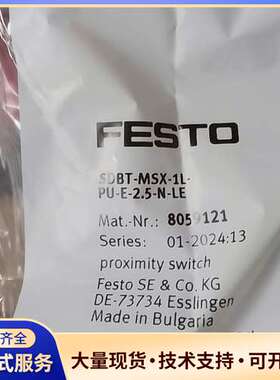 FESTO
SDBT-MSX-1L-
PU-E-2.5-N-LE
Mat.-Nr.: 8059121
Series: 01-2024:13
proximity switch
Festo SE & Co. KG
DE-73734 Esslingen
Made in Bulgaria
齐全
式服务
大量现货·技术支持·可开